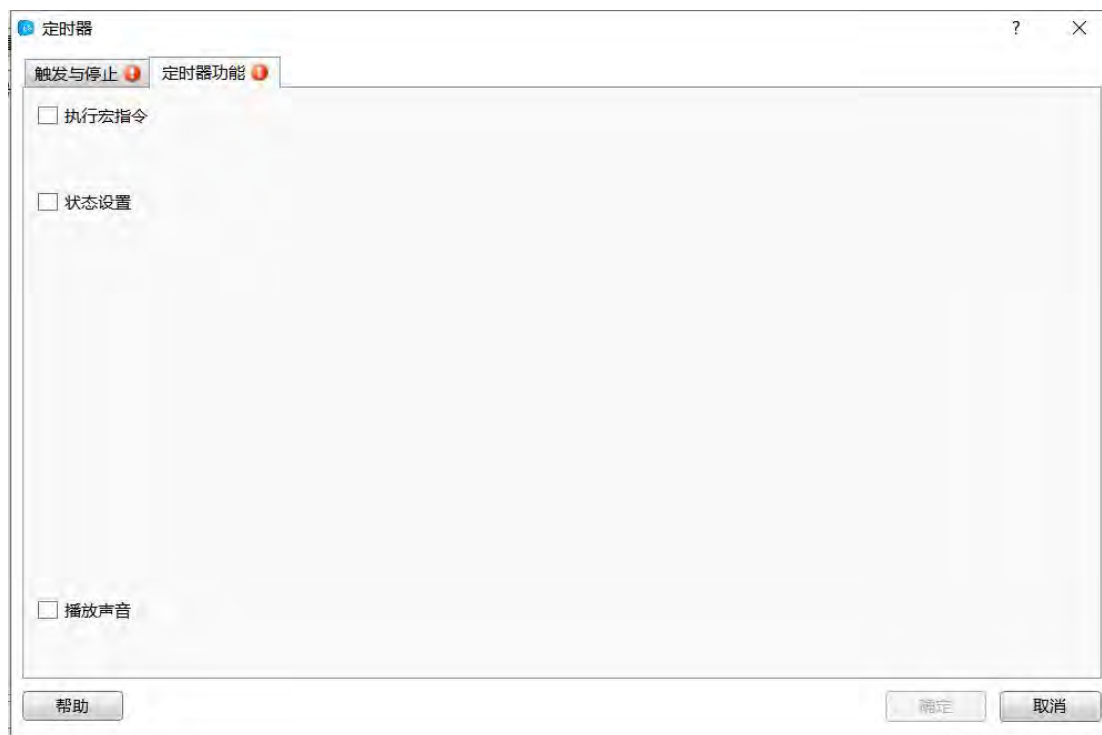 定时器 ?
触发与停止 定时器功能
执行宏指令
状态设置
播放声音
帮助 确定 取消